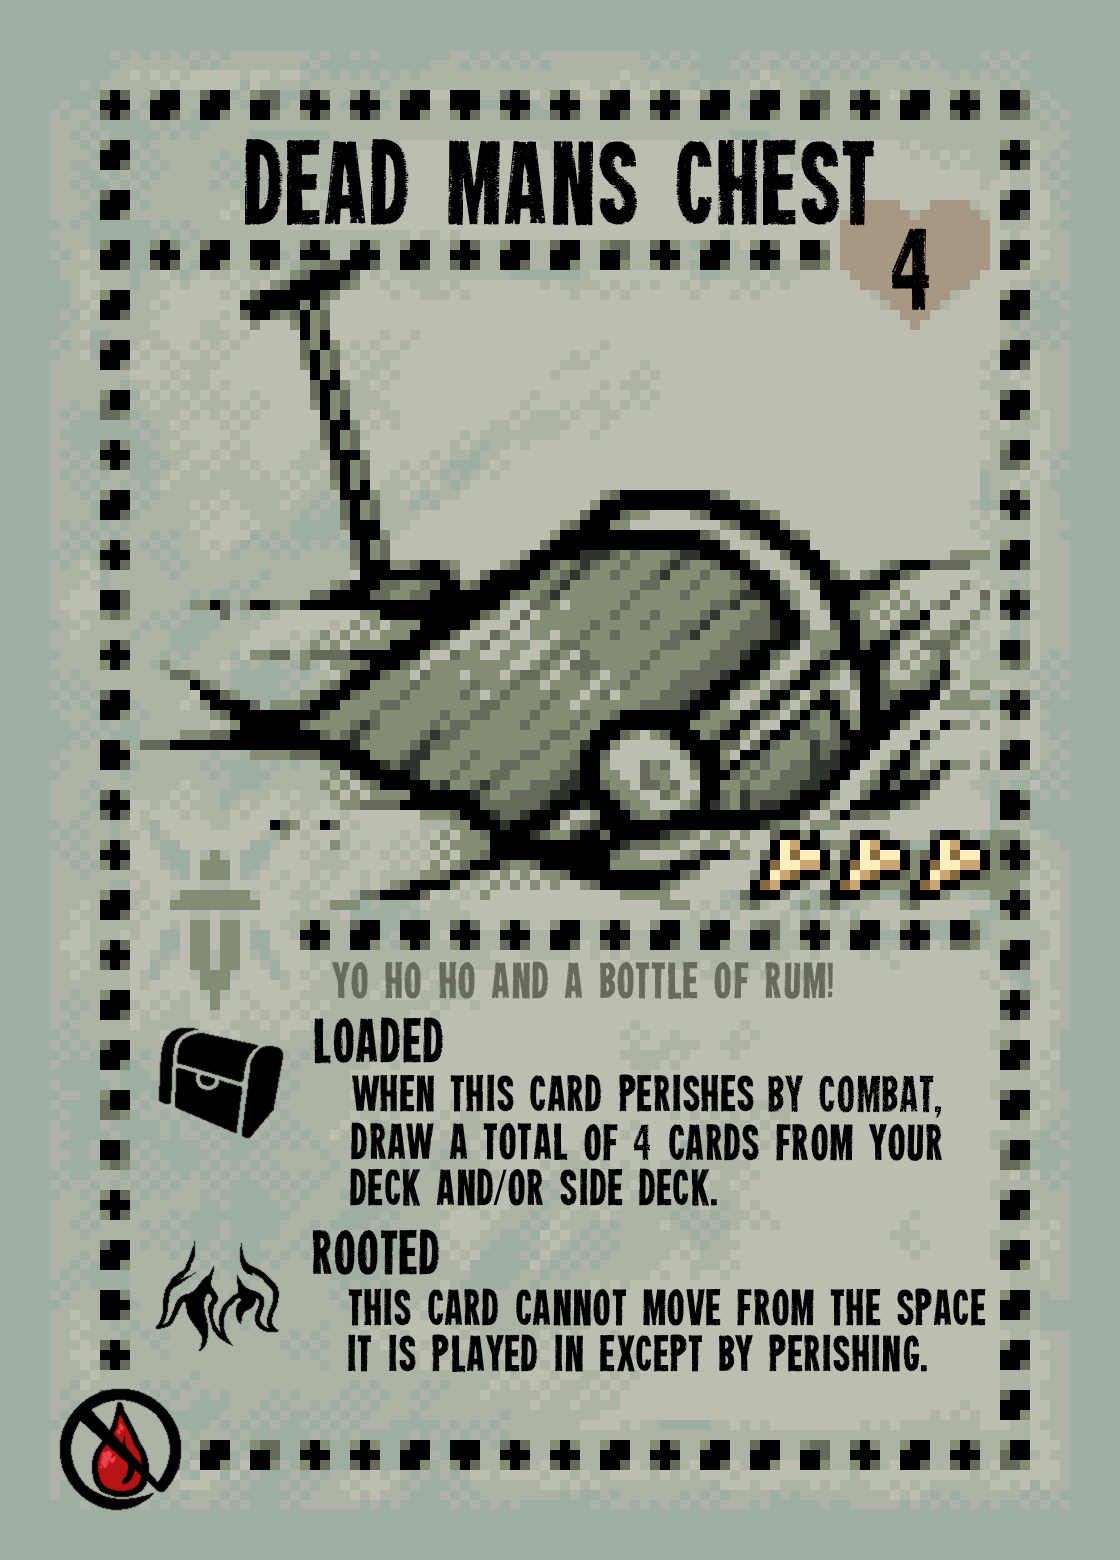 DEAD MANS CHEST
4
YO HO HO AND A BOTTLE OF RUM!
LOADED
WHEN THIS CARD PERISHES BY COMBAT,
DRAW A TOTAL OF 4 CARDS FROM YOUR
DECK AND/OR SIDE DECK.
ROOTED
THIS CARD CANNOT MOVE FROM THE SPACE
IT IS PLAYED IN EXCEPT BY PERISHING.